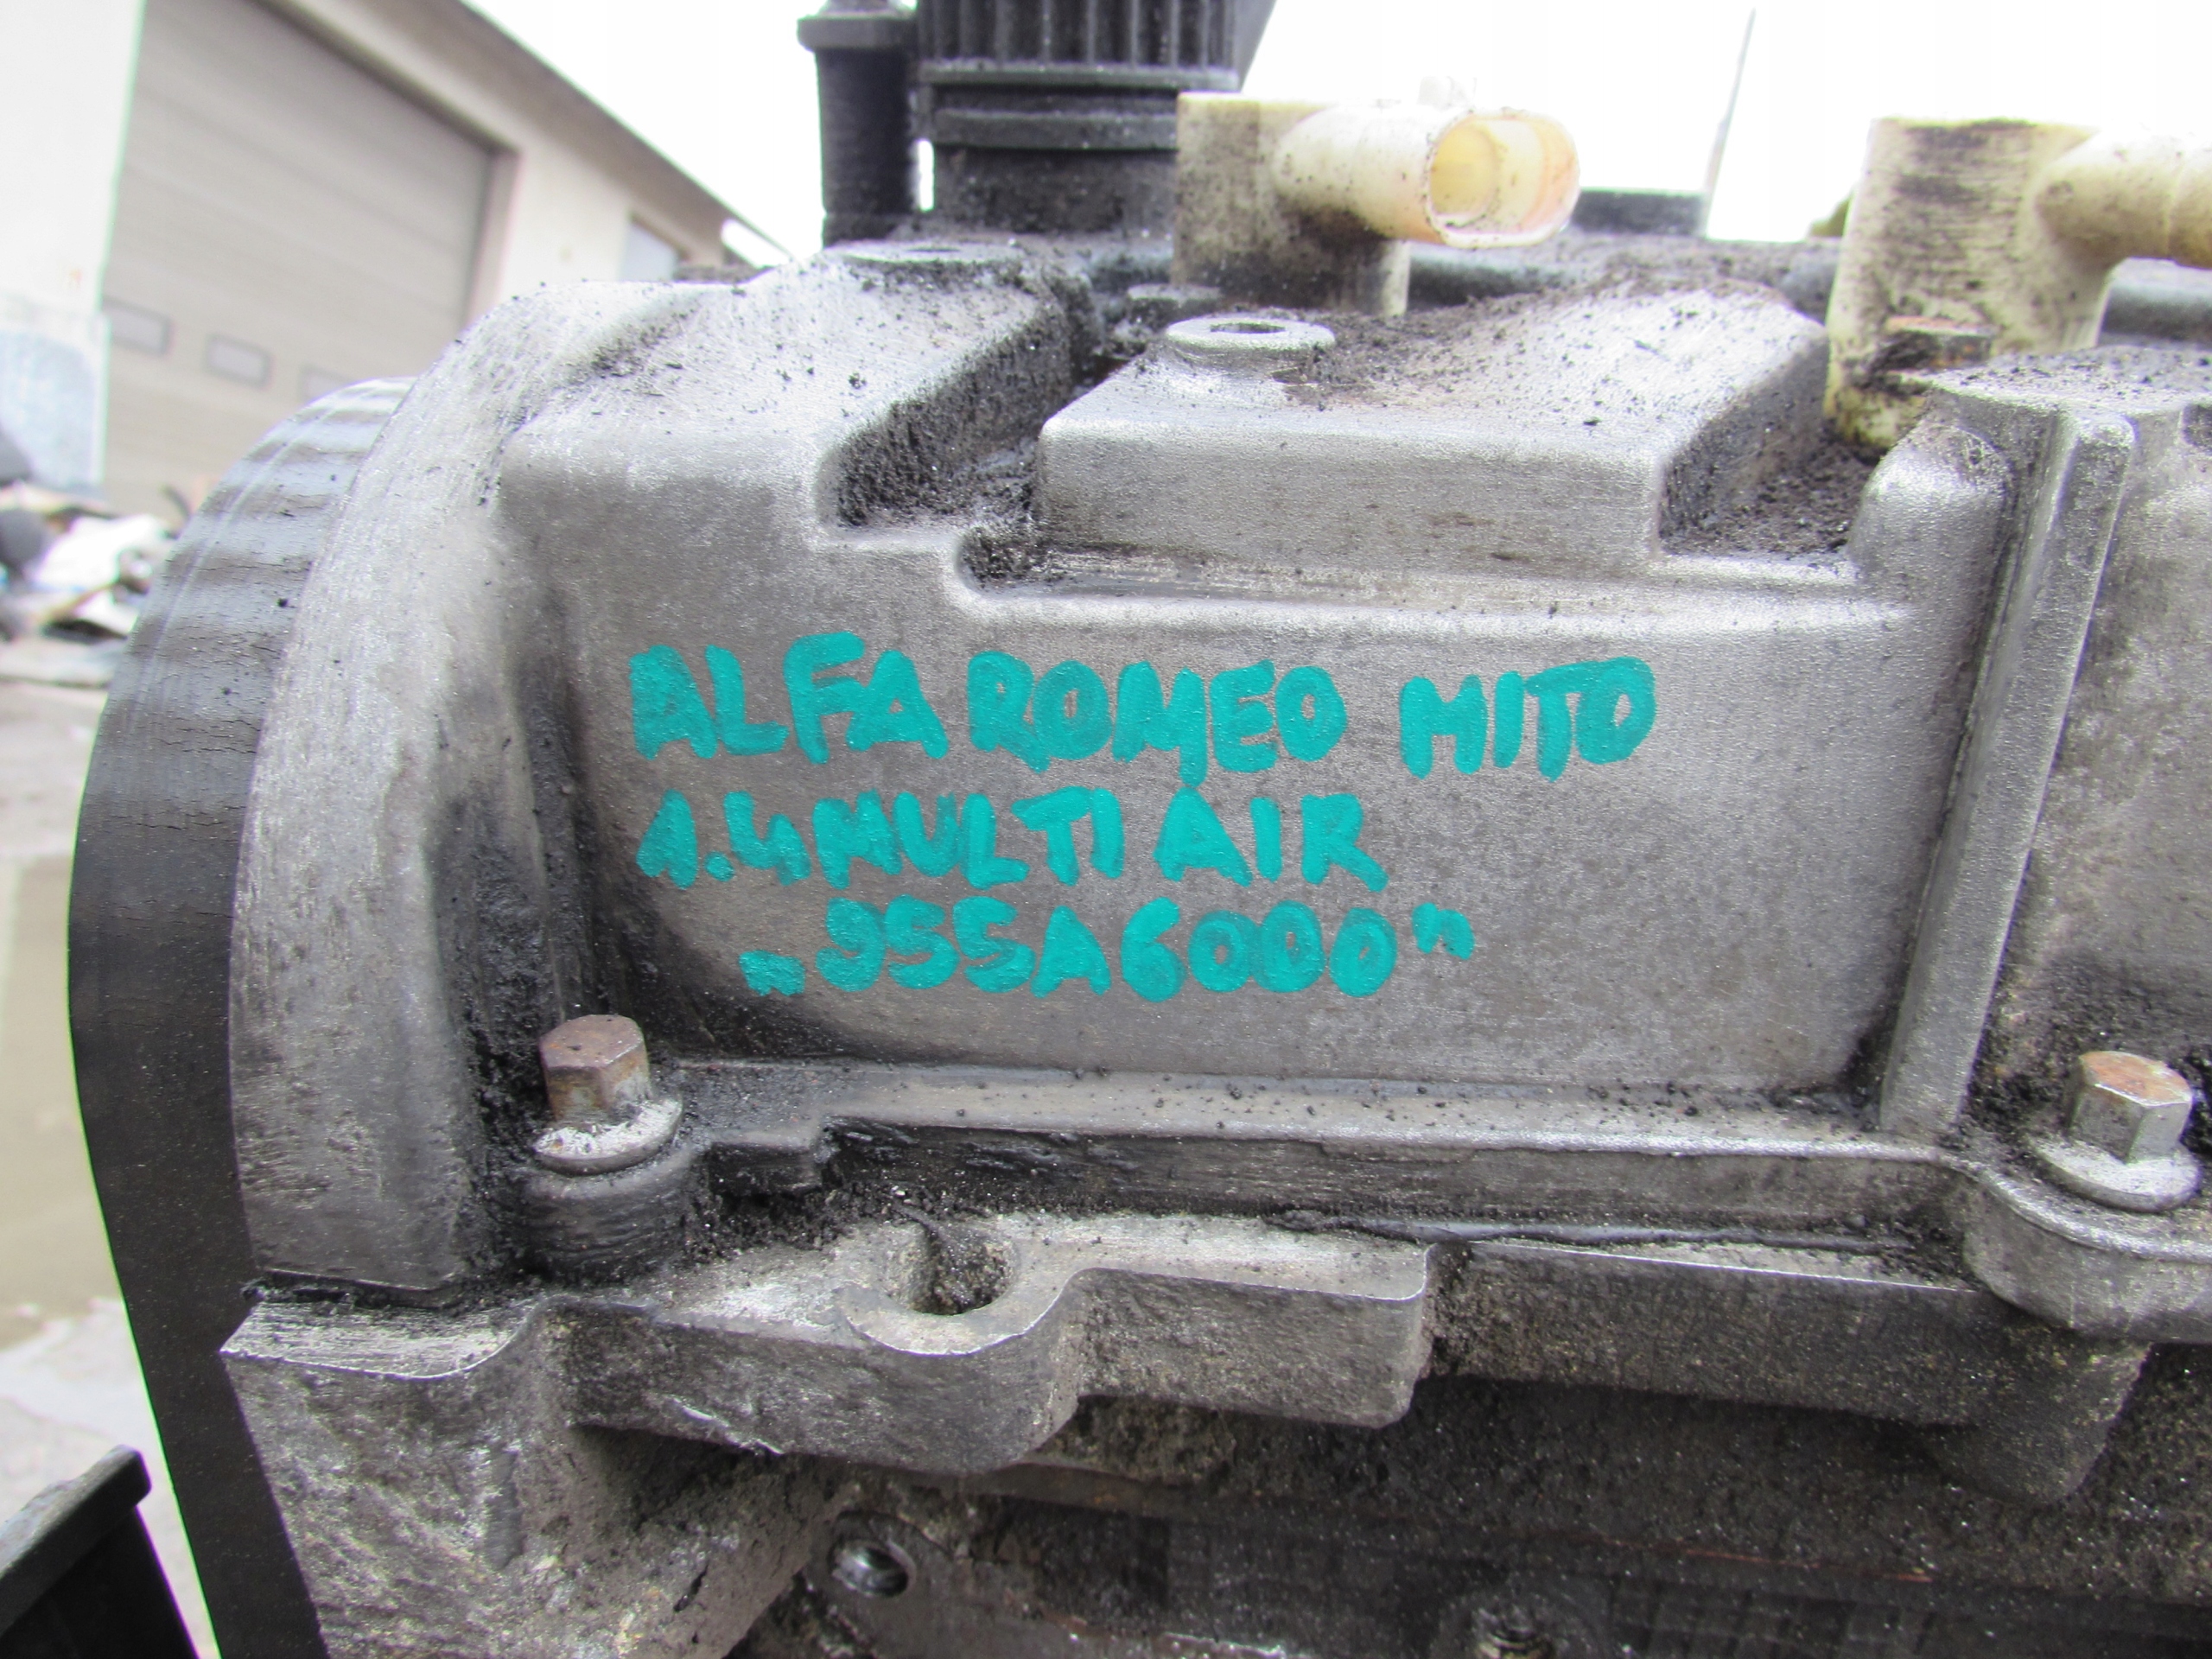 ALFA ROMEO MITO
1.4 MULTI AIR
„955A6000"